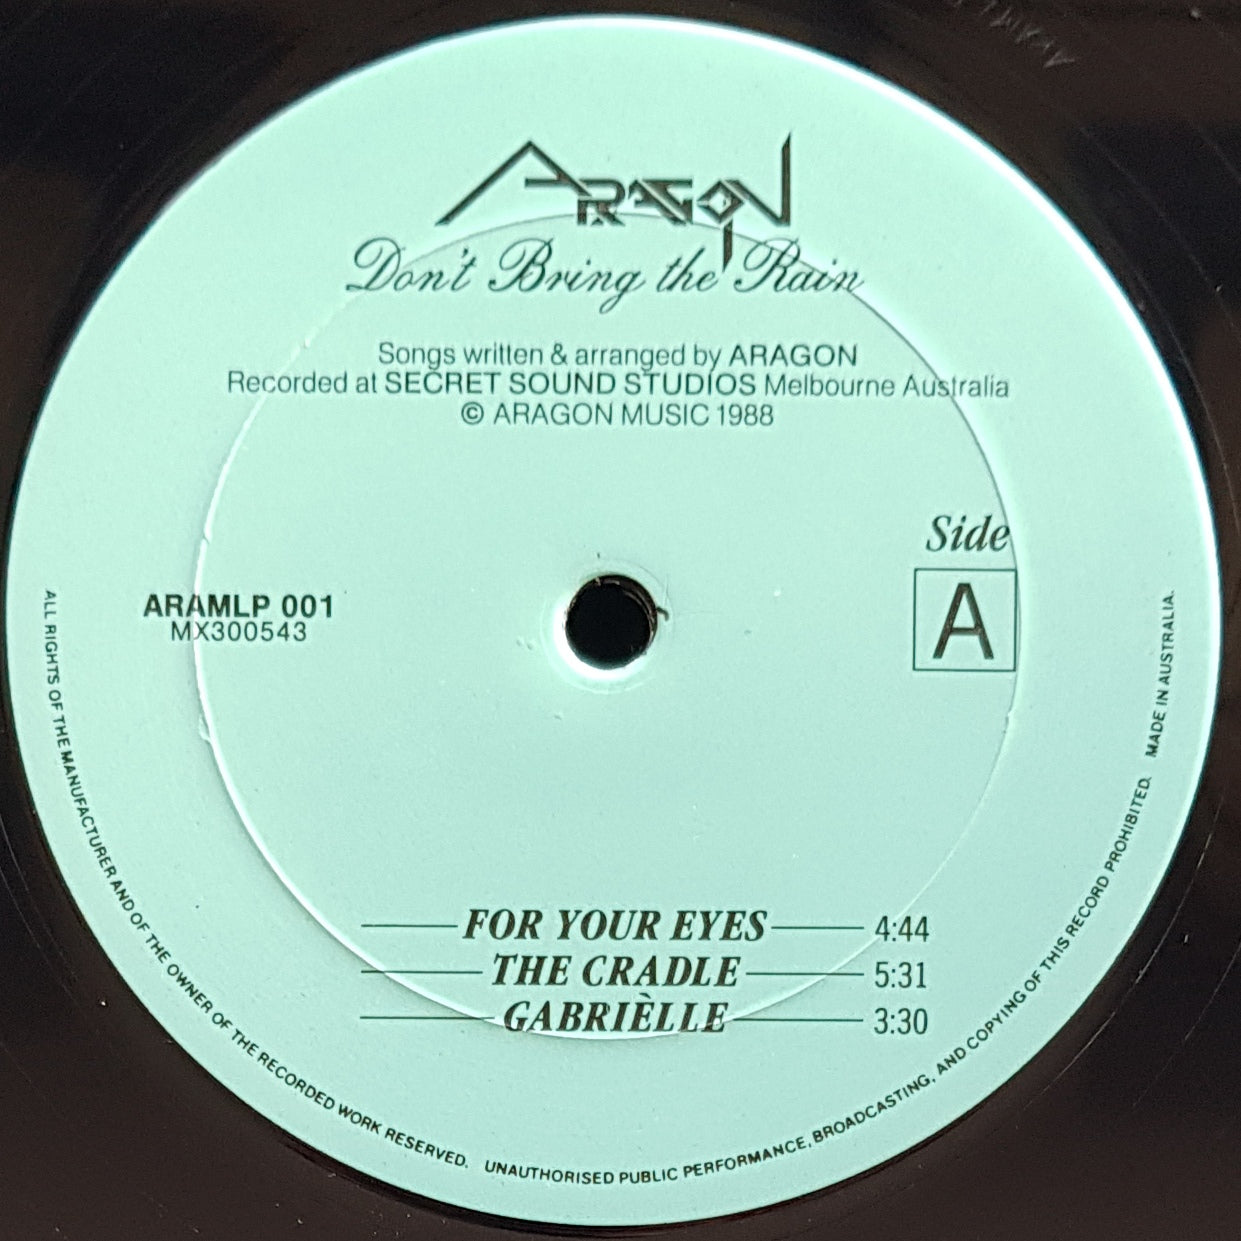 ARAGON
Don't Bring the Rain
Songs written & arranged by ARAGON
Recorded at SECRET SOUND STUDIOS Melbourne Australia
© ARAGON MUSIC 1988
Side
A
ARAMLP 001
MX300543
FOR YOUR EYES 4:44
THE CRADLE 5:31
GABRIÈLLE 3:30
ALL RIGHTS OF THE MANUFACTURER AND OF THE OWNER OF THE RECORDED WORK RESERVED. UNAUTHORISED PUBLIC PERFORMANCE, BROADCASTING, AND COPYING OF THIS RECORD PROHIBITED. MADE IN AUSTRALIA.